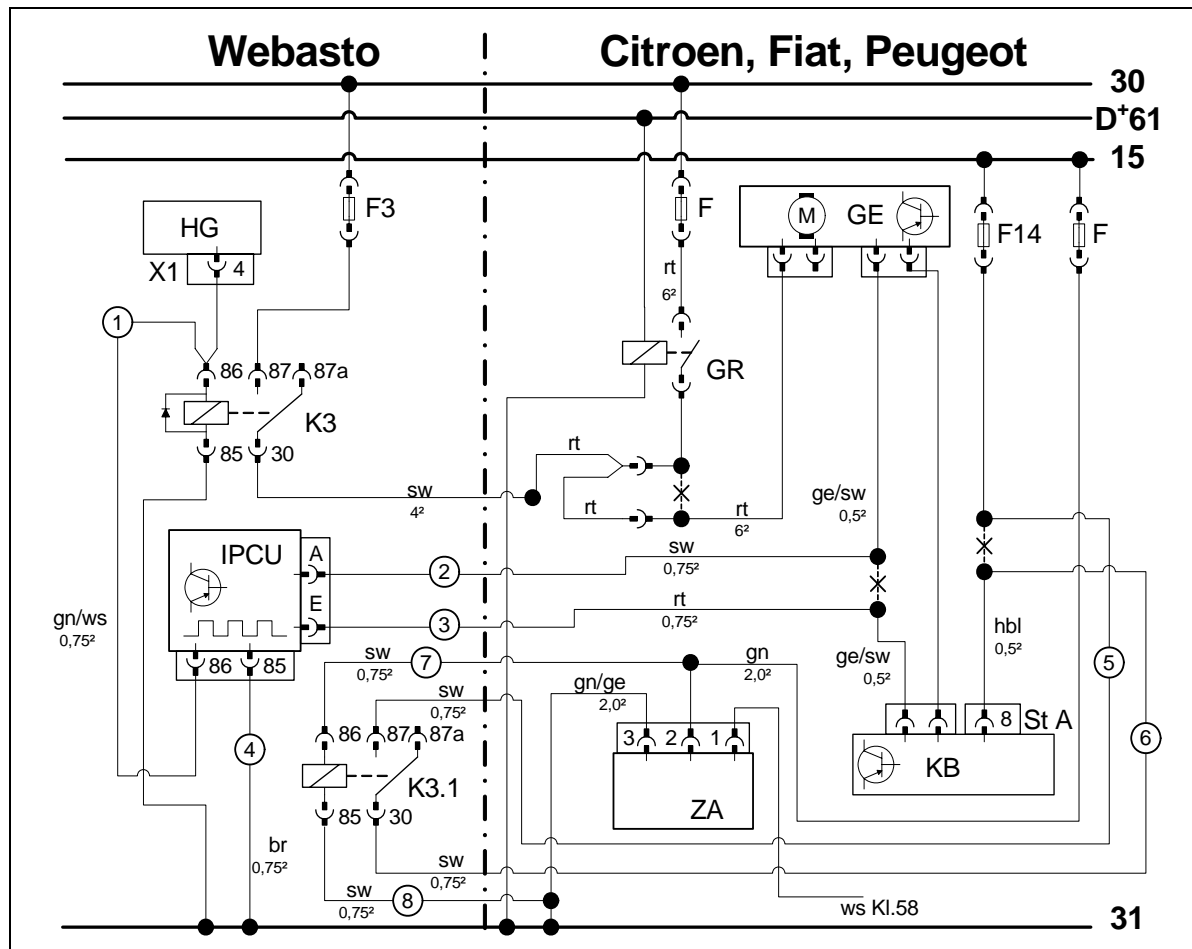 Webasto
Citroen, Fiat, Peugeot
30
D+61
15
F3
F
M
GE
F14
F
HG
X1
4
rt
6²
1
86
87
87a
K3
85
30
GR
rt
sw
4²
rt
rt
6²
ge/sw
0,5²
IPCU
A
E
2
sw
0,75²
3
rt
0,75²
gn/ws
0,75²
86
85
hbl
0,5²
sw
0,75²
7
gn
2,0²
ge/sw
0,5²
5
sw
0,75²
gn/ge
2,0²
86
87
87a
3
2
1
8
St A
4
6
K3.1
KB
85
30
ZA
br
0,75²
sw
0,75²
sw
0,75²
8
ws Kl.58
31